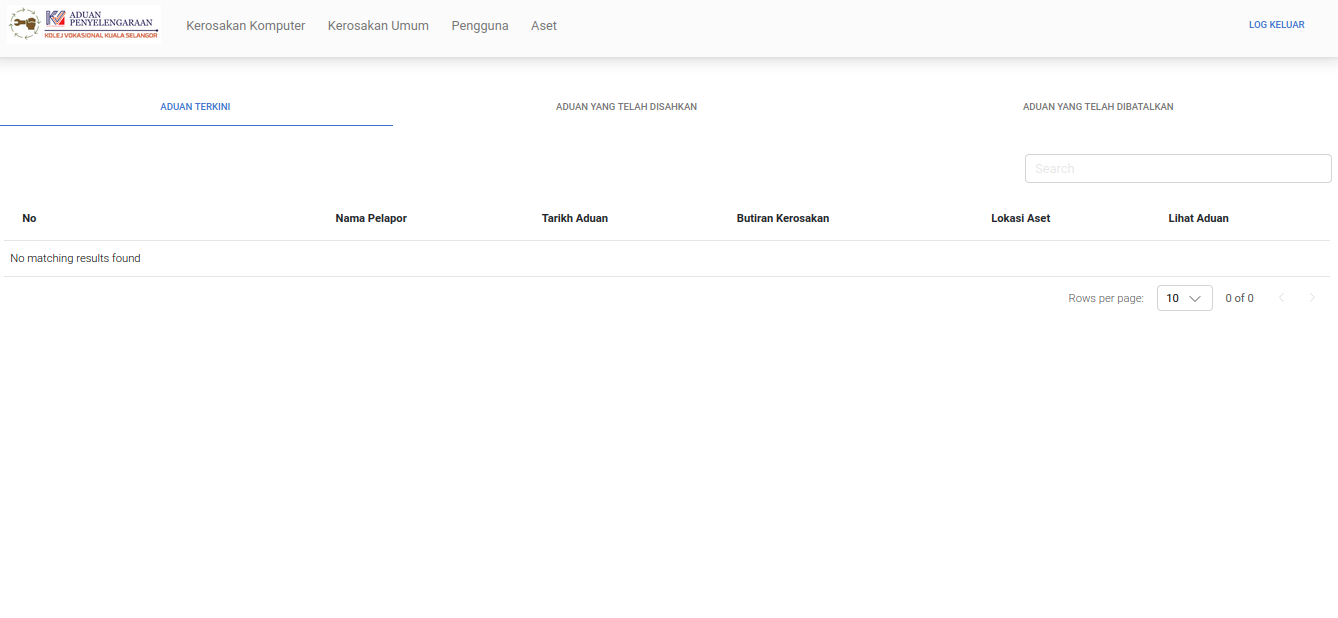 ADUAN
PENYELENGARAAN
KOLEJ VOKASIONAL KUALA SELANGOR
Kerosakan Komputer Kerosakan Umum Pengguna Aset
LOG KELUAR
ADUAN TERKINI ADUAN YANG TELAH DISAHKAN ADUAN YANG TELAH DIBATALKAN
Search
No Nama Pelapor Tarikh Aduan Butiran Kerosakan Lokasi Aset Lihat Aduan
No matching results found
Rows per page: 10 0 of 0